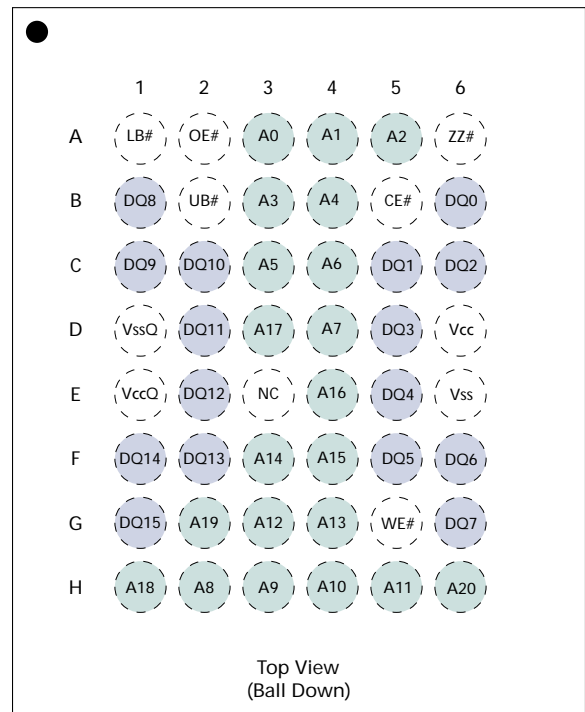 1 2 3 4 5 6
A LB# OE# A0 A1 A2 ZZ#
B DQ8 UB# A3 A4 CE# DQ0
C DQ9 DQ10 A5 A6 DQ1 DQ2
D VssQ DQ11 A17 A7 DQ3 Vcc
E VccQ DQ12 NC A16 DQ4 Vss
F DQ14 DQ13 A14 A15 DQ5 DQ6
G DQ15 A19 A12 A13 WE# DQ7
H A18 A8 A9 A10 A11 A20
Top View
(Ball Down)